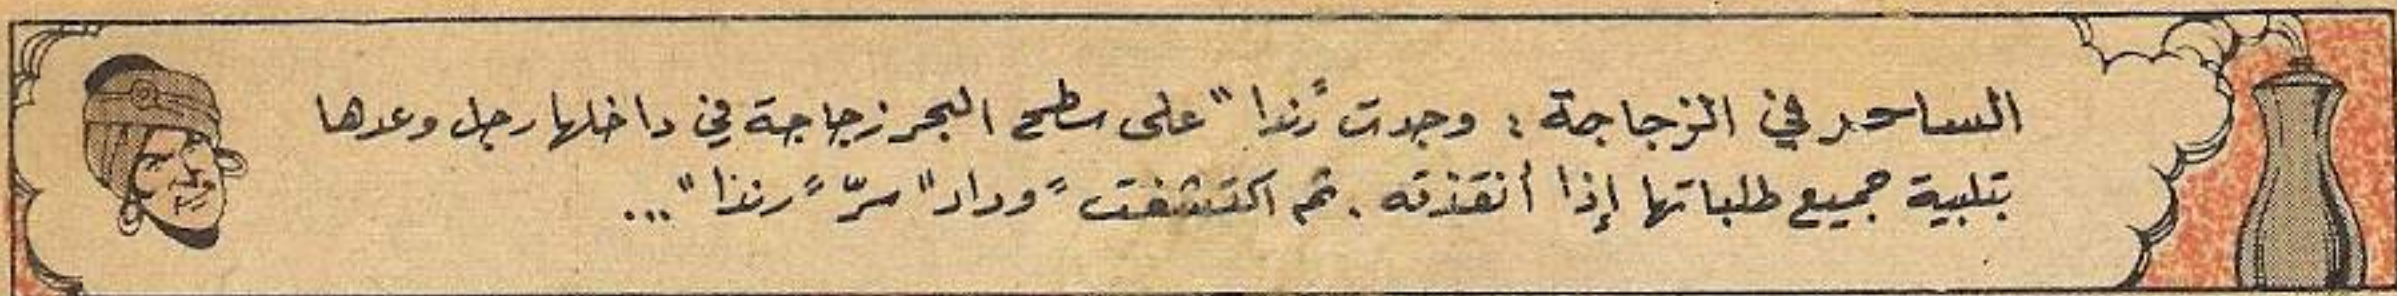 الساحر في الزجاجة : وجدت "رندا" على سطح البحر زجاجة في داخلها رجل وعدها
بتلبية جميع طلباتها إذا أنقذته . ثم اكتشفت "وداد" سرّ "رندا"...